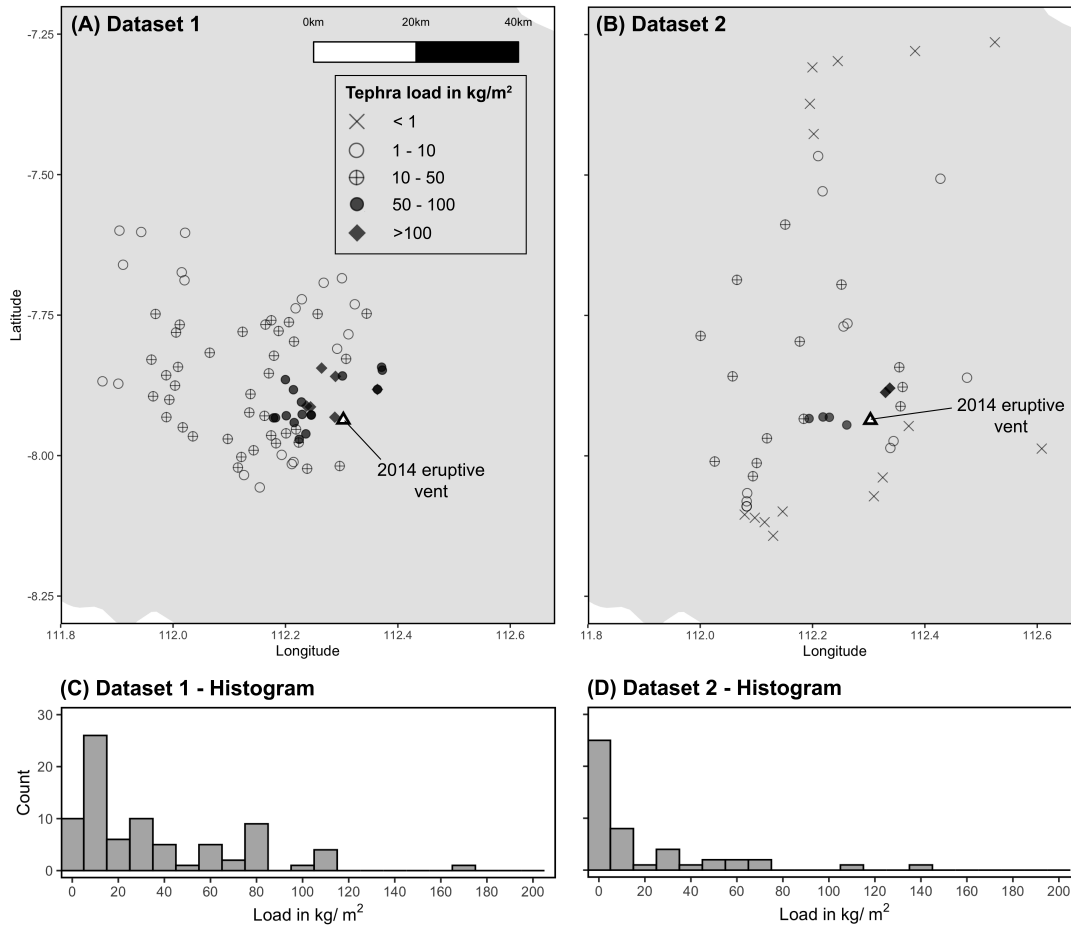 (A) Dataset 1
0km 20km 40km
Tephra load in kg/m²
< 1
1 - 10
10 - 50
50 - 100
>100
2014 eruptive
vent
-7.25
-7.50
-7.75
-8.00
-8.25
Latitude
111.8 112.0 112.2 112.4 112.6
Longitude
(B) Dataset 2
2014 eruptive
vent
111.8 112.0 112.2 112.4 112.6
Longitude
(C) Dataset 1 - Histogram
30
20
10
0
Count
0 20 40 60 80 100 120 140 160 180 200
Load in kg/ m²
(D) Dataset 2 - Histogram
0 20 40 60 80 100 120 140 160 180 200
Load in kg/ m²